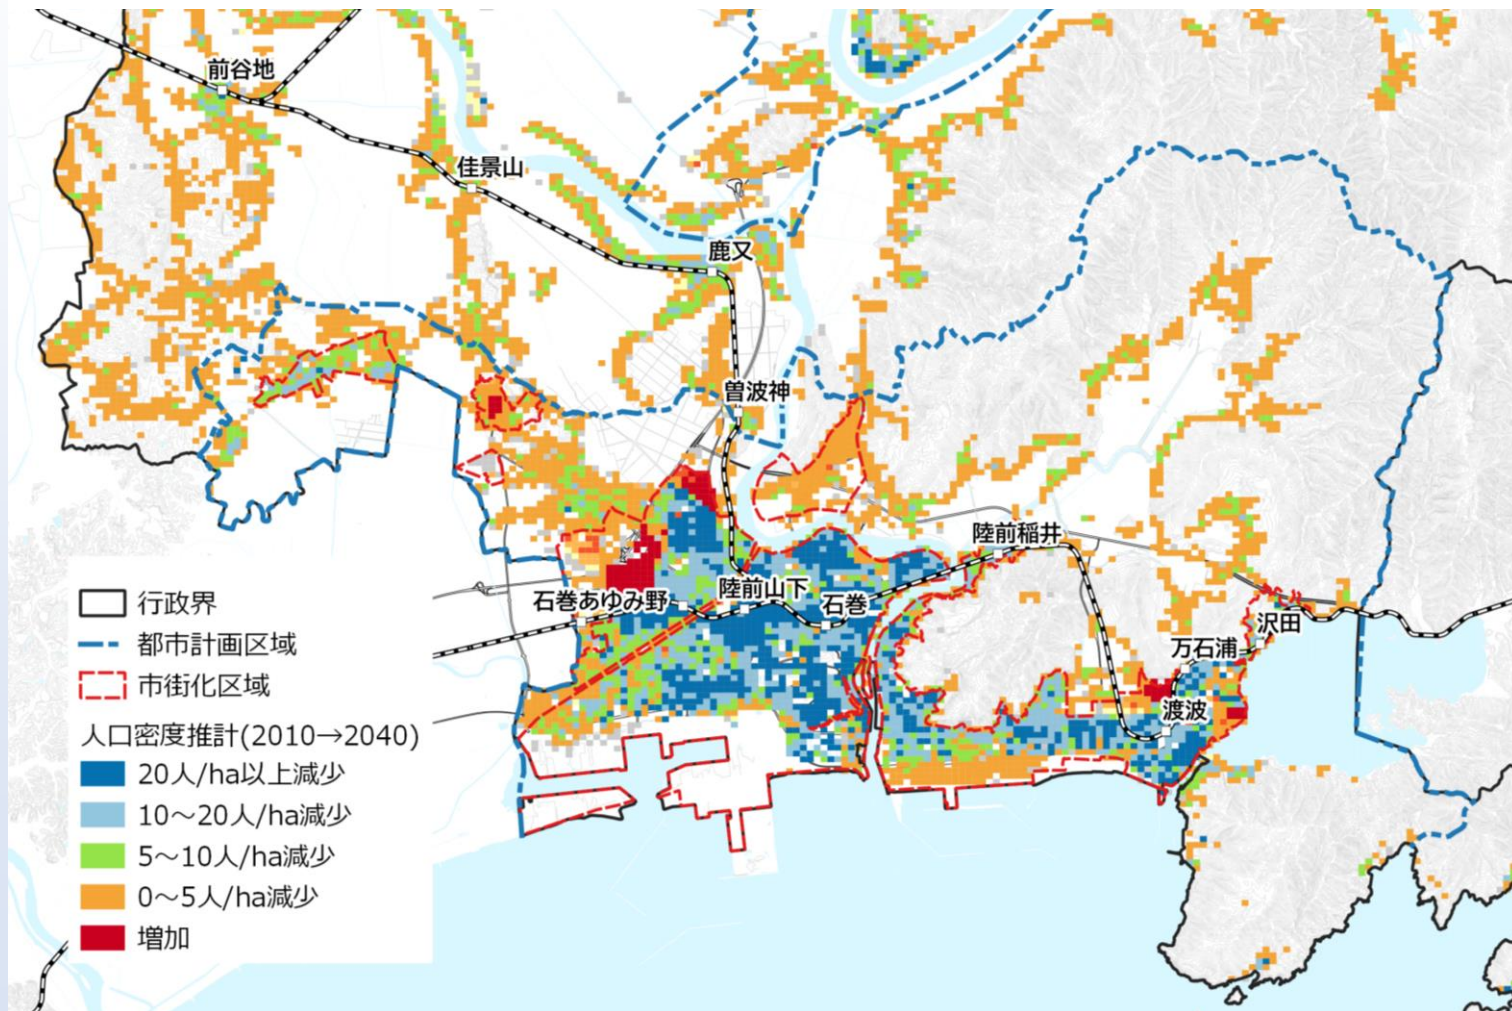 前谷地
佳景山
鹿又
曽波神
陸前稲井
石巻あゆみ野
陸前山下
石巻
沢田
万石浦
渡波
行政界
都市計画区域
市街化区域
人口密度推計(2010→2040)
20人/ha以上減少
10～20人/ha減少
5～10人/ha減少
0～5人/ha減少
増加